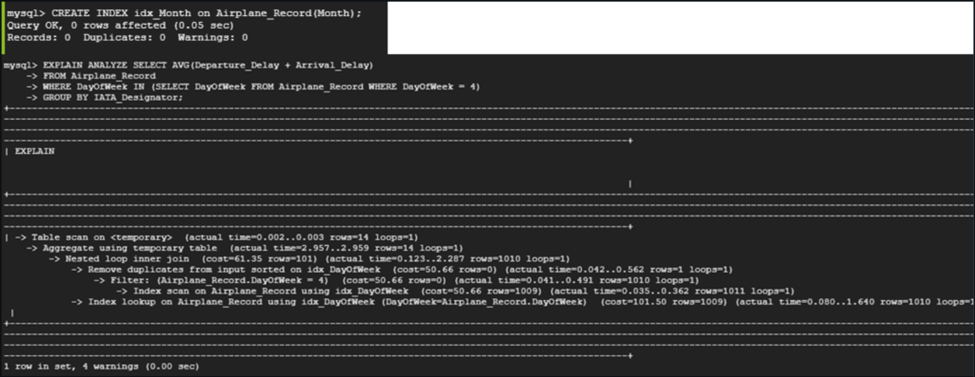 mysql> CREATE INDEX idx_Month on Airplane_Record(Month);
Query OK, 0 rows affected (0.05 sec)
Records: 0  Duplicates: 0  Warnings: 0
mysql> EXPLAIN ANALYZE SELECT AVG(Departure_Delay + Arrival_Delay)
    -> FROM Airplane_Record
    -> WHERE DayOfWeek IN (SELECT DayOfWeek FROM Airplane_Record WHERE DayOfWeek = 4)
    -> GROUP BY IATA_Designator;
| EXPLAIN
|
| -> Table scan on <temporary>  (actual time=0.002..0.003 rows=14 loops=1)
    -> Aggregate using temporary table  (actual time=2.957..2.959 rows=14 loops=1)
        -> Nested loop inner join  (cost=61.35 rows=101) (actual time=0.123..2.287 rows=1010 loops=1)
            -> Remove duplicates from input sorted on idx_DayOfWeek  (cost=50.66 rows=0) (actual time=0.042..0.562 rows=1 loops=1)
                -> Filter: (Airplane_Record.DayOfWeek = 4)  (cost=50.66 rows=0) (actual time=0.041..0.491 rows=1010 loops=1)
                    -> Index scan on Airplane_Record using idx_DayOfWeek  (cost=50.66 rows=1009) (actual time=0.035..0.362 rows=1011 loops=1)
            -> Index lookup on Airplane_Record using idx_DayOfWeek (DayOfWeek=Airplane_Record.DayOfWeek)  (cost=101.50 rows=1009) (actual time=0.080..1.640 rows=1010 loops=1
|
1 row in set, 4 warnings (0.00 sec)